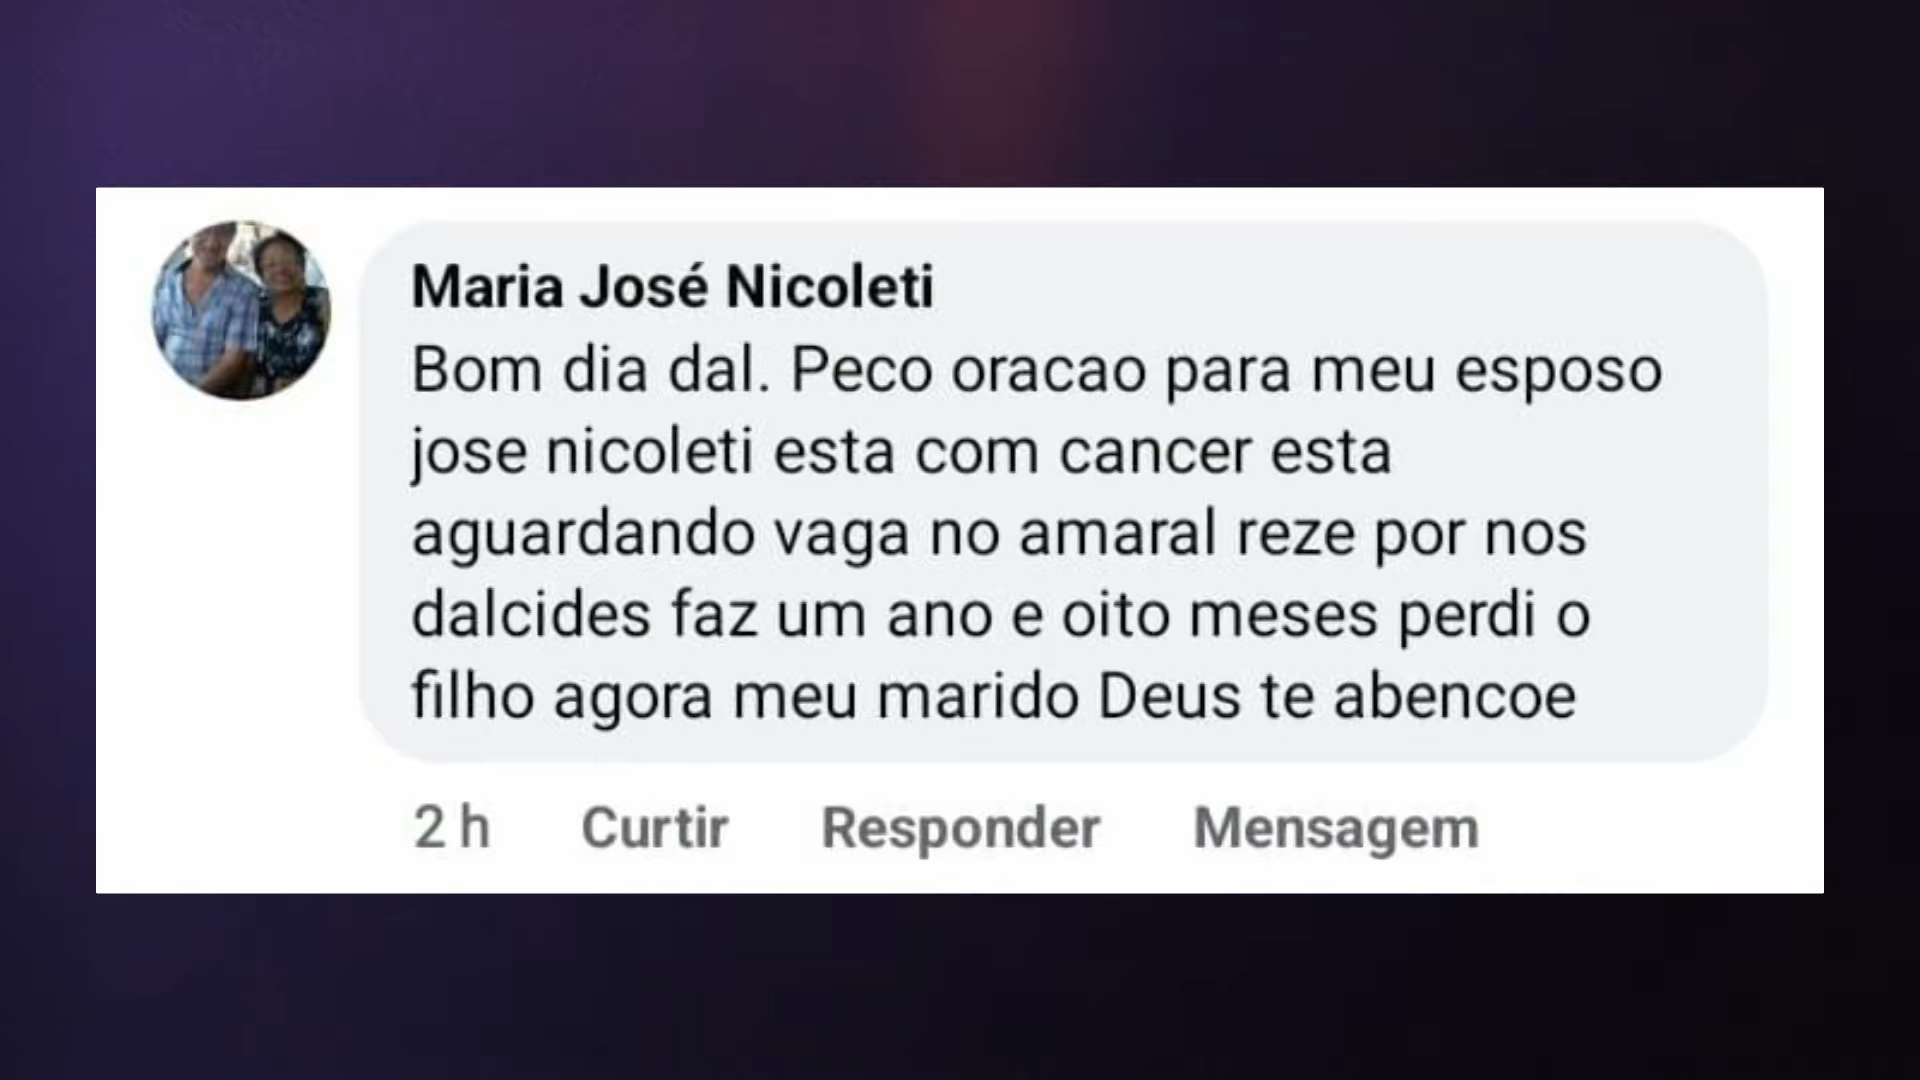 Maria José Nicoleti
Bom dia dal. Peco oracao para meu esposo
jose nicoleti esta com cancer esta
aguardando vaga no amaral reze por nos
dalcides faz um ano e oito meses perdi o
filho agora meu marido Deus te abencoe
2 h Curtir Responder Mensagem